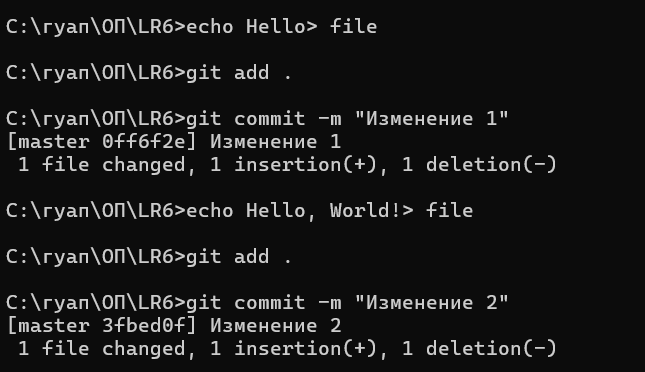 C:\гуап\ОП\LR6>echo Hello> file
C:\гуап\ОП\LR6>git add .
C:\гуап\ОП\LR6>git commit -m "Изменение 1"
[master 0ff6f2e] Изменение 1
 1 file changed, 1 insertion(+), 1 deletion(-)
C:\гуап\ОП\LR6>echo Hello, World!> file
C:\гуап\ОП\LR6>git add .
C:\гуап\ОП\LR6>git commit -m "Изменение 2"
[master 3fbed0f] Изменение 2
 1 file changed, 1 insertion(+), 1 deletion(-)